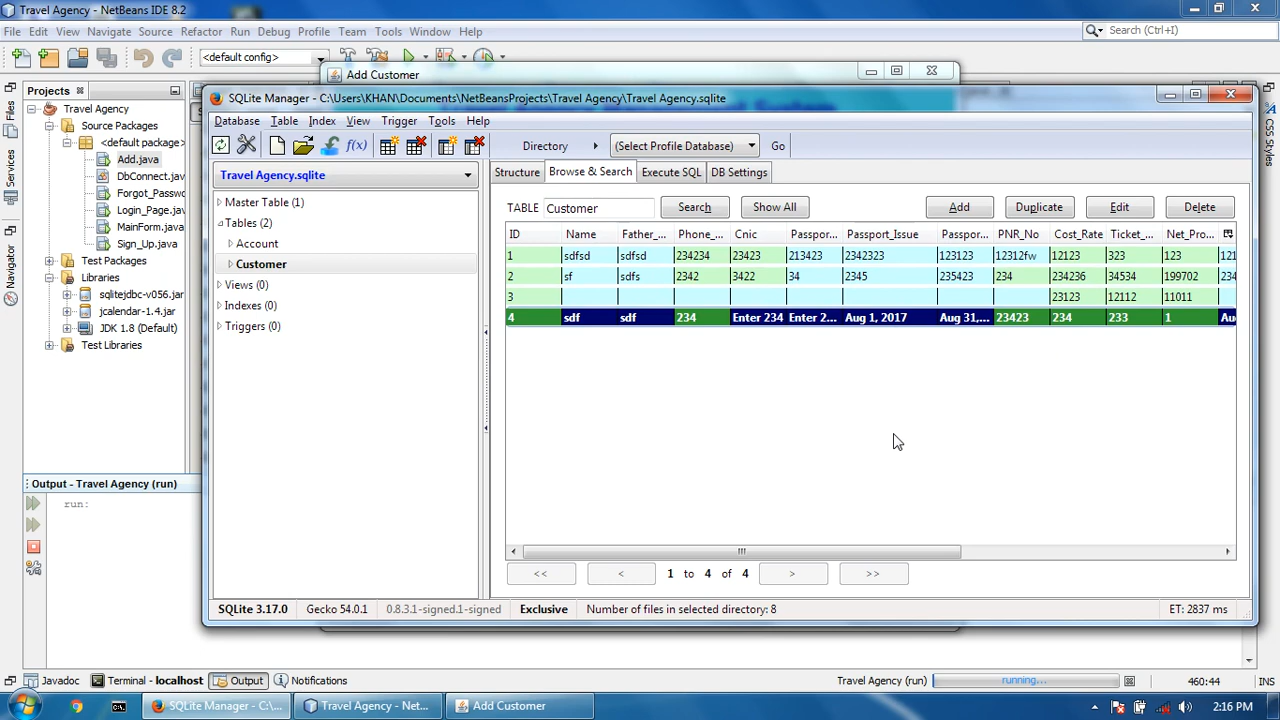 Travel Agency - NetBeans IDE 8.2
File Edit View Navigate Source Refactor Run Debug Profile Team Tools Window Help
Search (Ctrl+I)
<default config>
Add Customer
Projects
Files
Services
Navigator
CSS Styles
Travel Agency
Source Packages
<default package>
Add.java
DbConnect.jav
Forgot_Passwo
Login_Page.jav
MainForm.java
Sign_Up.java
Test Packages
Libraries
sqlitejdbc-v056.jar
jcalendar-1.4.jar
JDK 1.8 (Default)
Test Libraries
SQLite Manager - C:\Users\KHAN\Documents\NetBeansProjects\Travel Agency\Travel Agency.sqlite
Database Table Index View Trigger Tools Help
f(x)
Directory
(Select Profile Database)
Go
Travel Agency.sqlite
Master Table (1)
Tables (2)
Account
Customer
Views (0)
Indexes (0)
Triggers (0)
Structure Browse & Search Execute SQL DB Settings
TABLE Customer Search Show All Add Duplicate Edit Delete
ID Name Father_... Phone_... Cnic Passpor... Passport_Issue Passpor... PNR_No Cost_Rate Ticket_... Net_Pro...
1 sdfsd sdfsd 234234 23423 213423 2342323 123123 12312fw 12123 323 123 121
2 sf sdfs 2342 3422 34 2345 235423 234 234236 34534 199702 234
3 23123 12112 11011
4 sdf sdf 234 Enter 234 Enter 2... Aug 1, 2017 Aug 31,... 23423 234 233 1 Au
<< < 1 to 4 of 4 > >>
SQLite 3.17.0 Gecko 54.0.1 0.8.3.1-signed.1-signed Exclusive Number of files in selected directory: 8 ET: 2837 ms
Output - Travel Agency (run)
run:
Javadoc Terminal - localhost Output Notifications Travel Agency (run) running... 460:44 INS
SQLite Manager - C:\... Travel Agency - Net... Add Customer 2:16 PM